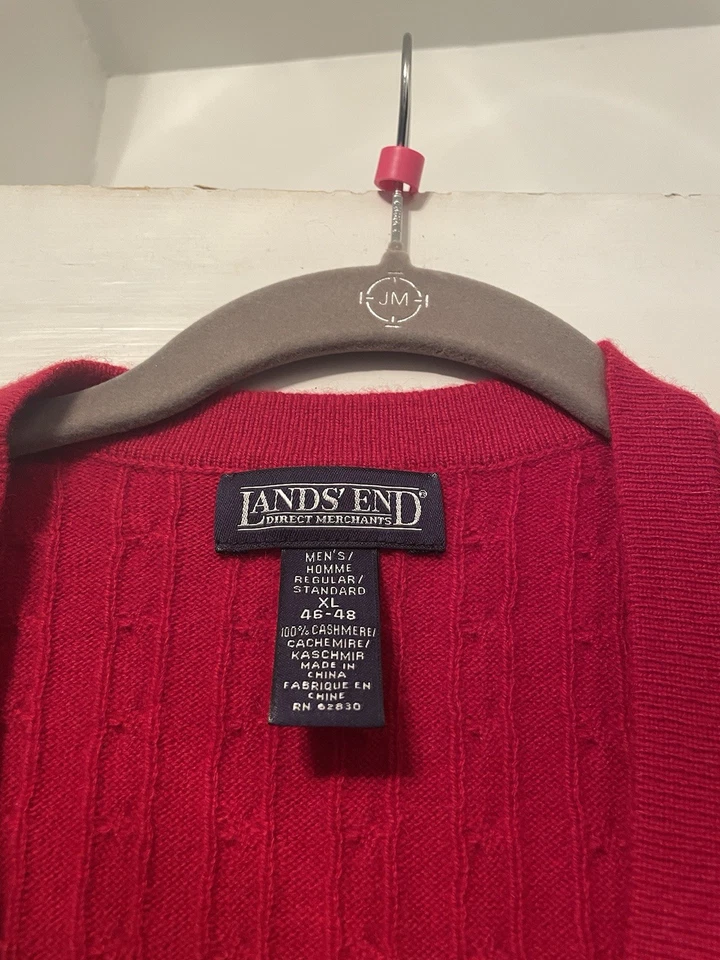 JM
LANDS' END®
DIRECT MERCHANTS
MEN'S/
HOMME
REGULAR/
STANDARD
XL
46-48
100% CASHMERE/
CACHEMIRE/
KASCHMIR
MADE IN
CHINA
FABRIQUE EN
CHINE
RN 62830